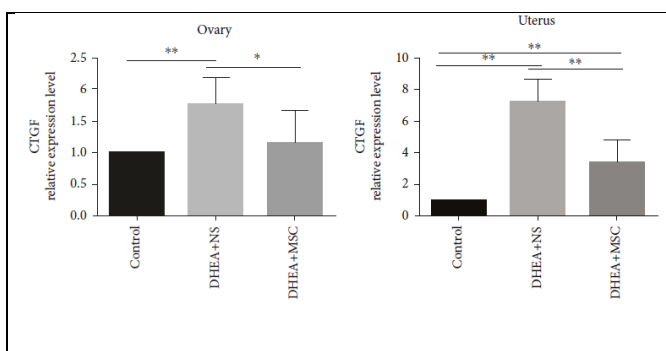 Ovary
CTGF
relative expression level
2.5
6
1.5
1.0
0.5
0.0
**
*
Control
DHEA+NS
DHEA+MSC
Uterus
CTGF
relative expression level
10
8
6
4
2
0
**
**
**
Control
DHEA+NS
DHEA+MSC